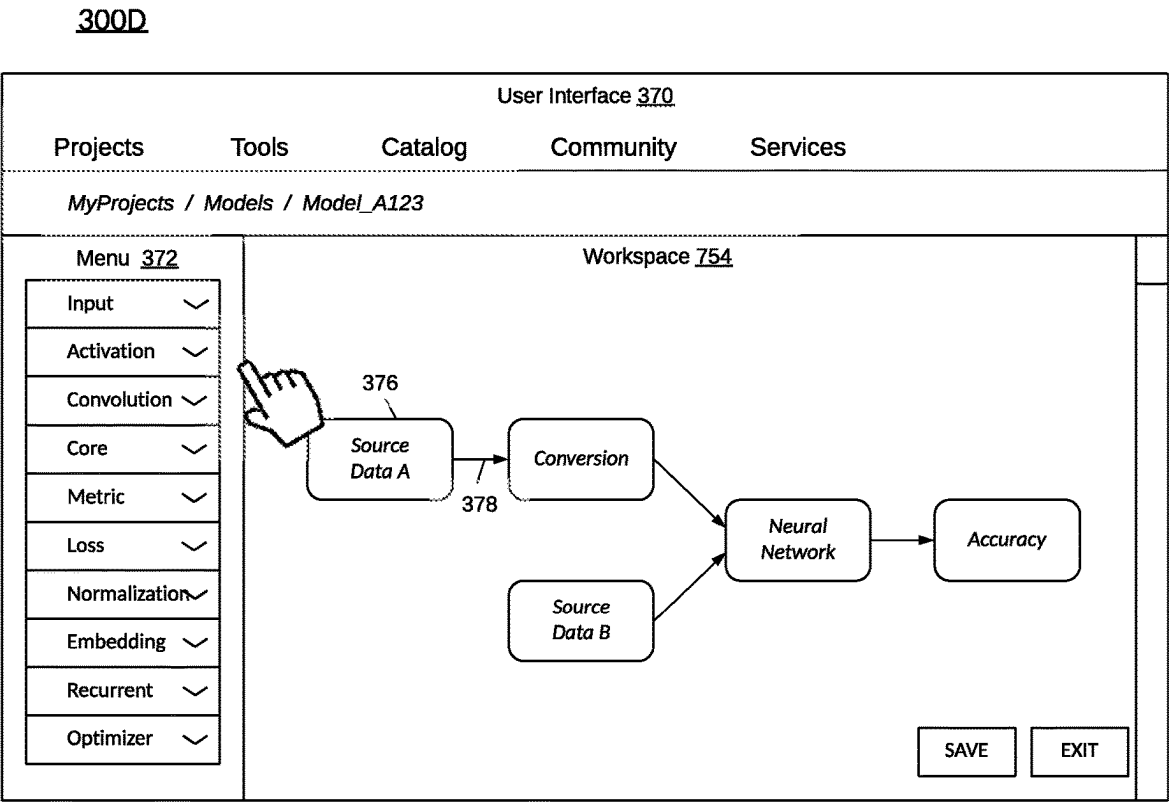 300D
User Interface 370
Projects Tools Catalog Community Services
MyProjects / Models / Model_A123
Menu 372
Workspace 754
Input
Activation
Convolution
Core
Metric
Loss
Normalization
Embedding
Recurrent
Optimizer
376
Source
Data A
378
Conversion
Source
Data B
Neural
Network
Accuracy
SAVE
EXIT